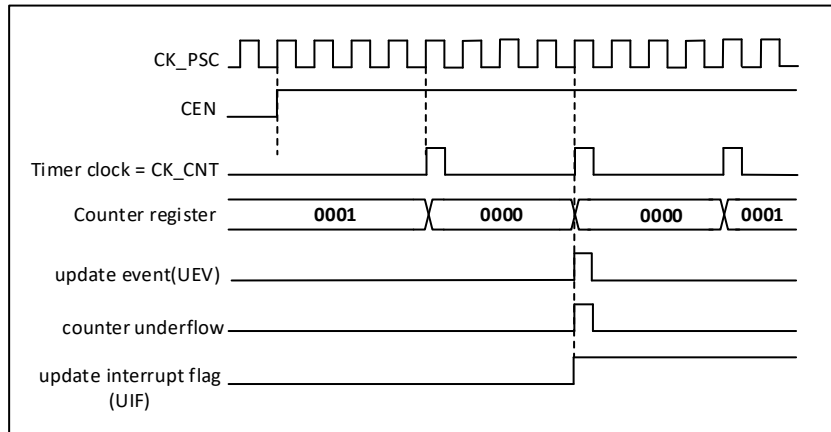 CK_PSC
CEN
Timer clock = CK_CNT
Counter register
0001 0000 0000 0001
update event(UEV)
counter underflow
update interrupt flag
(UIF)